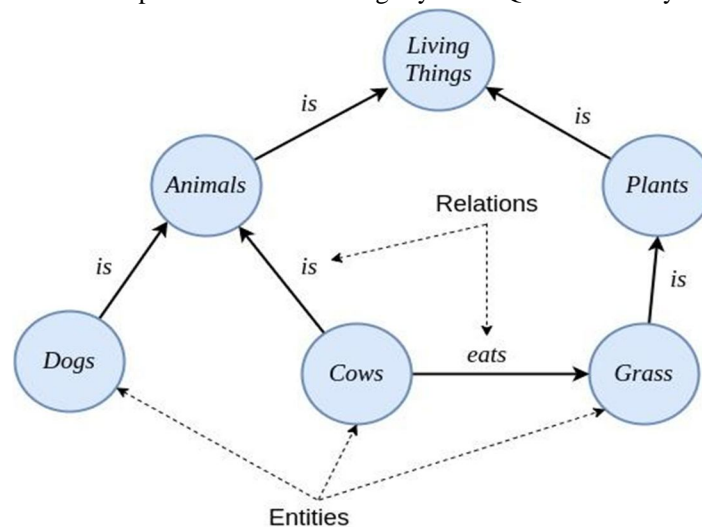 Living
Things
is
is
Animals
Plants
Relations
is
is
is
Dogs
Cows
eats
Grass
Entities